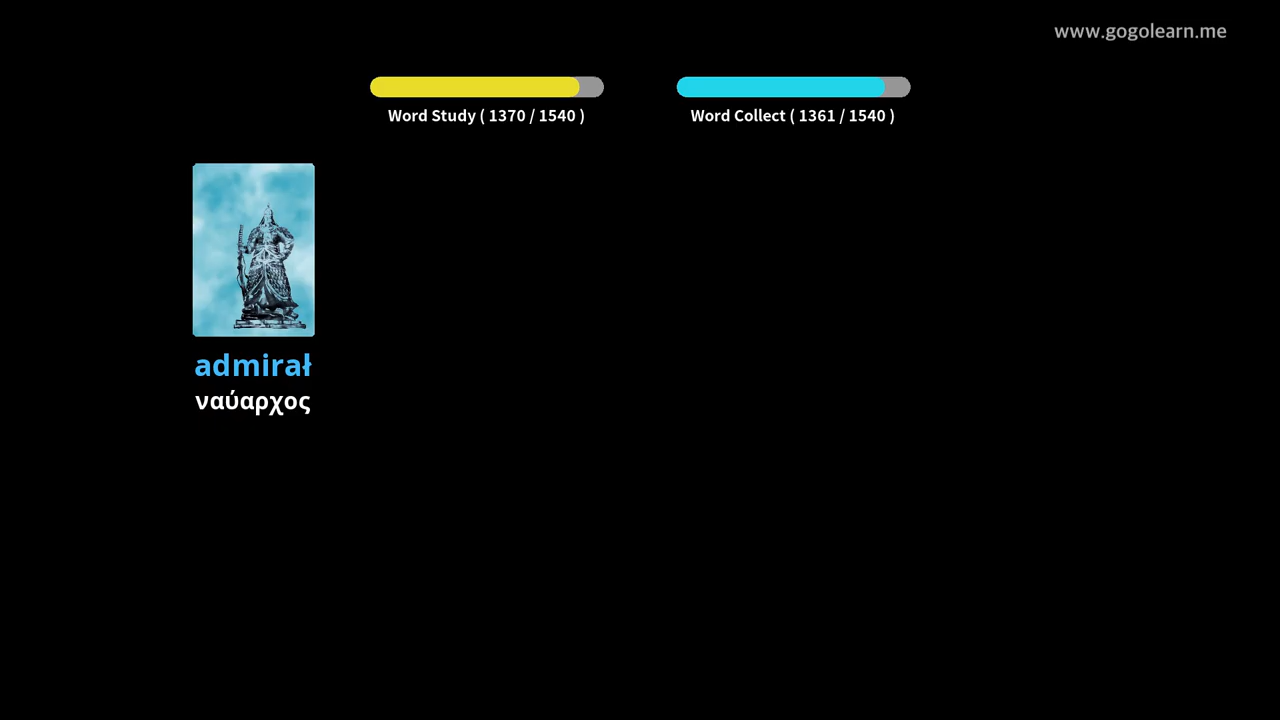 www.gogolearn.me
Word Study ( 1370 / 1540 )
Word Collect ( 1361 / 1540 )
admirał
ναύαρχος